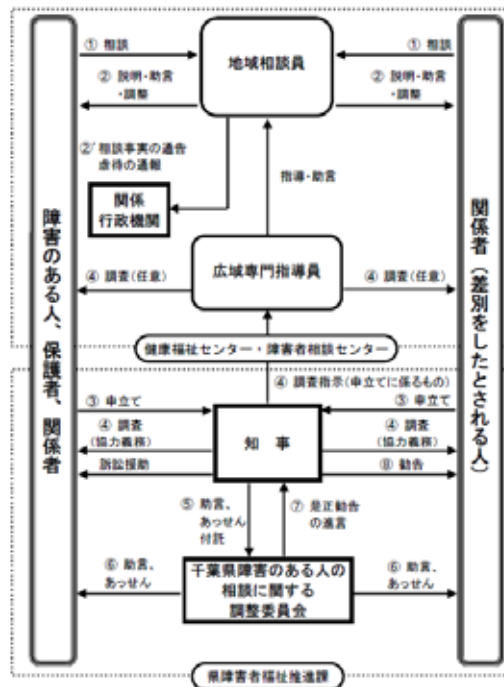 ① 相談
地域相談員
① 相談
② 説明・助言
・調整
② 説明・助言
・調整
②’相談事実の通告
虐待の通報
指導・助言
関係
行政機関
障害のある人、保護者、関係者
関係者（差別をしたとされる人）
④ 調査(任意)
広域専門指導員
④ 調査(任意)
健康福祉センター・障害者相談センター
④ 調査指示(申立てに係るもの)
③ 申立て
③ 申立て
④ 調査
(協力義務)
知 事
④ 調査
(協力義務)
訴訟援助
⑧ 勧告
⑤ 助言、
あっせん
付託
⑦ 是正勧告
の進言
⑥ 助言、
あっせん
千葉県障害のある人の
相談に関する
調整委員会
⑥ 助言、
あっせん
県障害者福祉推進課